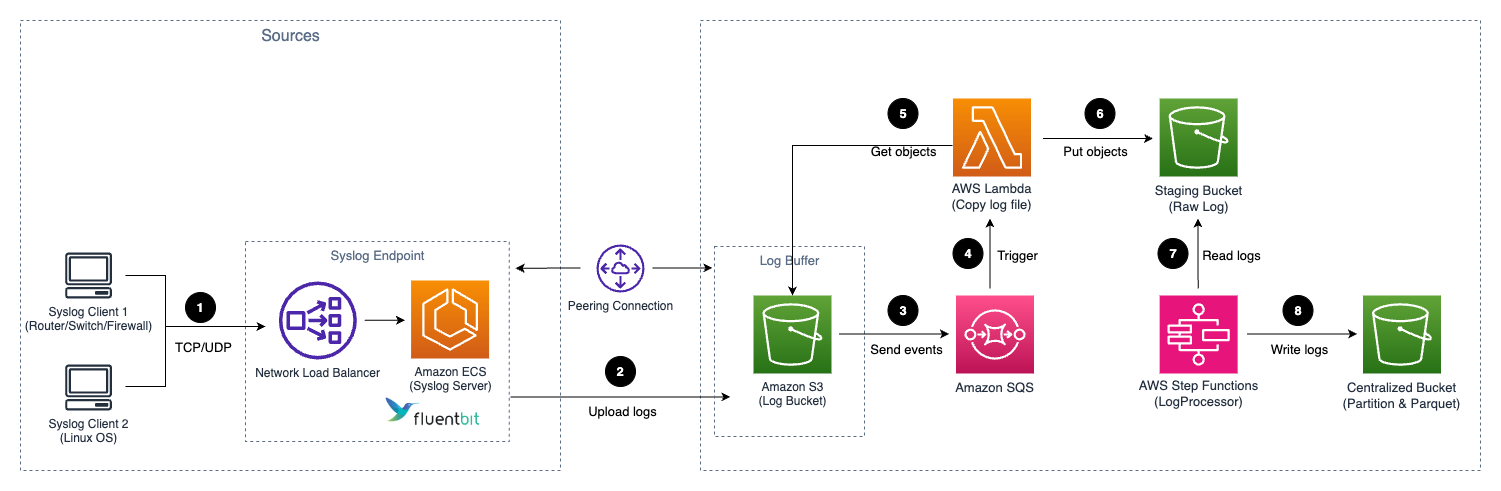 Sources
5
6
Get objects
Put objects
AWS Lambda
(Copy log file)
Staging Bucket
(Raw Log)
Syslog Endpoint
Log Buffer
4
Trigger
7
Read logs
Peering Connection
Syslog Client 1
(Router/Switch/Firewall)
1
TCP/UDP
3
Send events
8
Write logs
Network Load Balancer
Amazon ECS
(Syslog Server)
fluentbit
2
Upload logs
Amazon S3
(Log Bucket)
Amazon SQS
AWS Step Functions
(LogProcessor)
Centralized Bucket
(Partition & Parquet)
Syslog Client 2
(Linux OS)